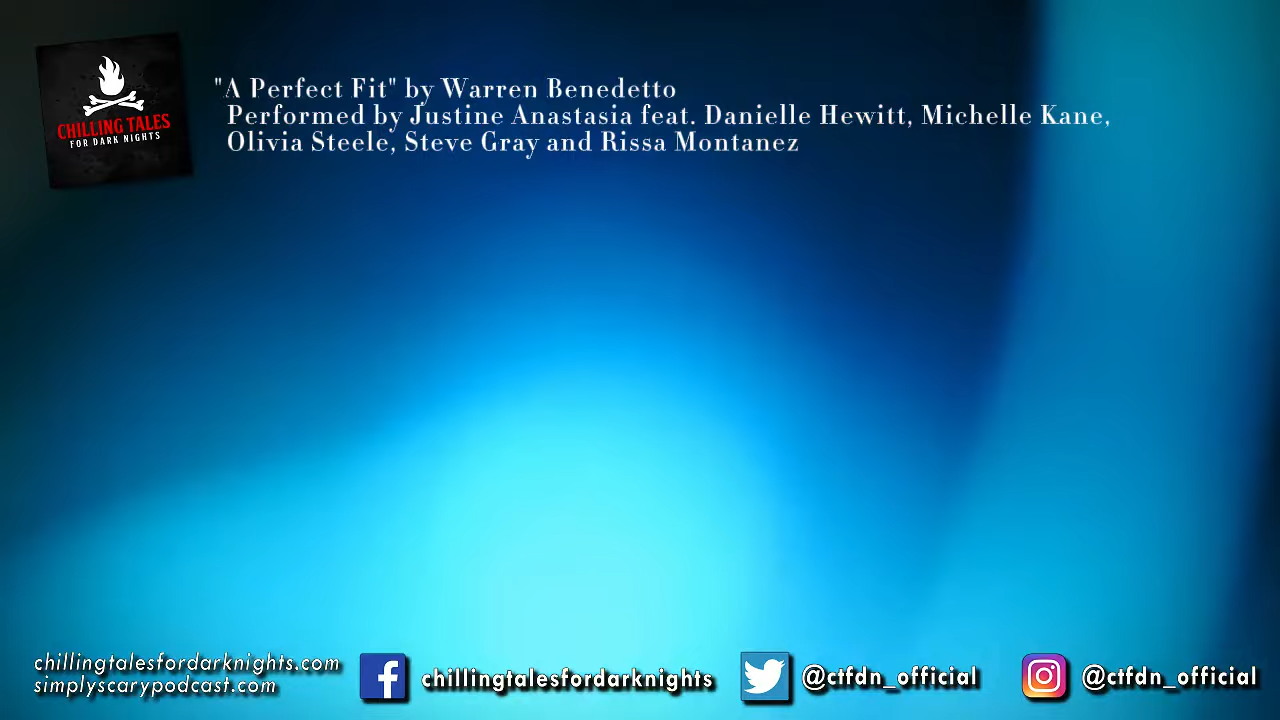 "A Perfect Fit" by Warren Benedetto
Performed by Justine Anastasia feat. Danielle Hewitt, Michelle Kane,
Olivia Steele, Steve Gray and Rissa Montanez
CHILLING TALES
FOR DARK NIGHTS
chillingtalesfordarknights.com
simplyscarypodcast.com
chillingtalesfordarknights
@ctfdn_official
@ctfdn_official